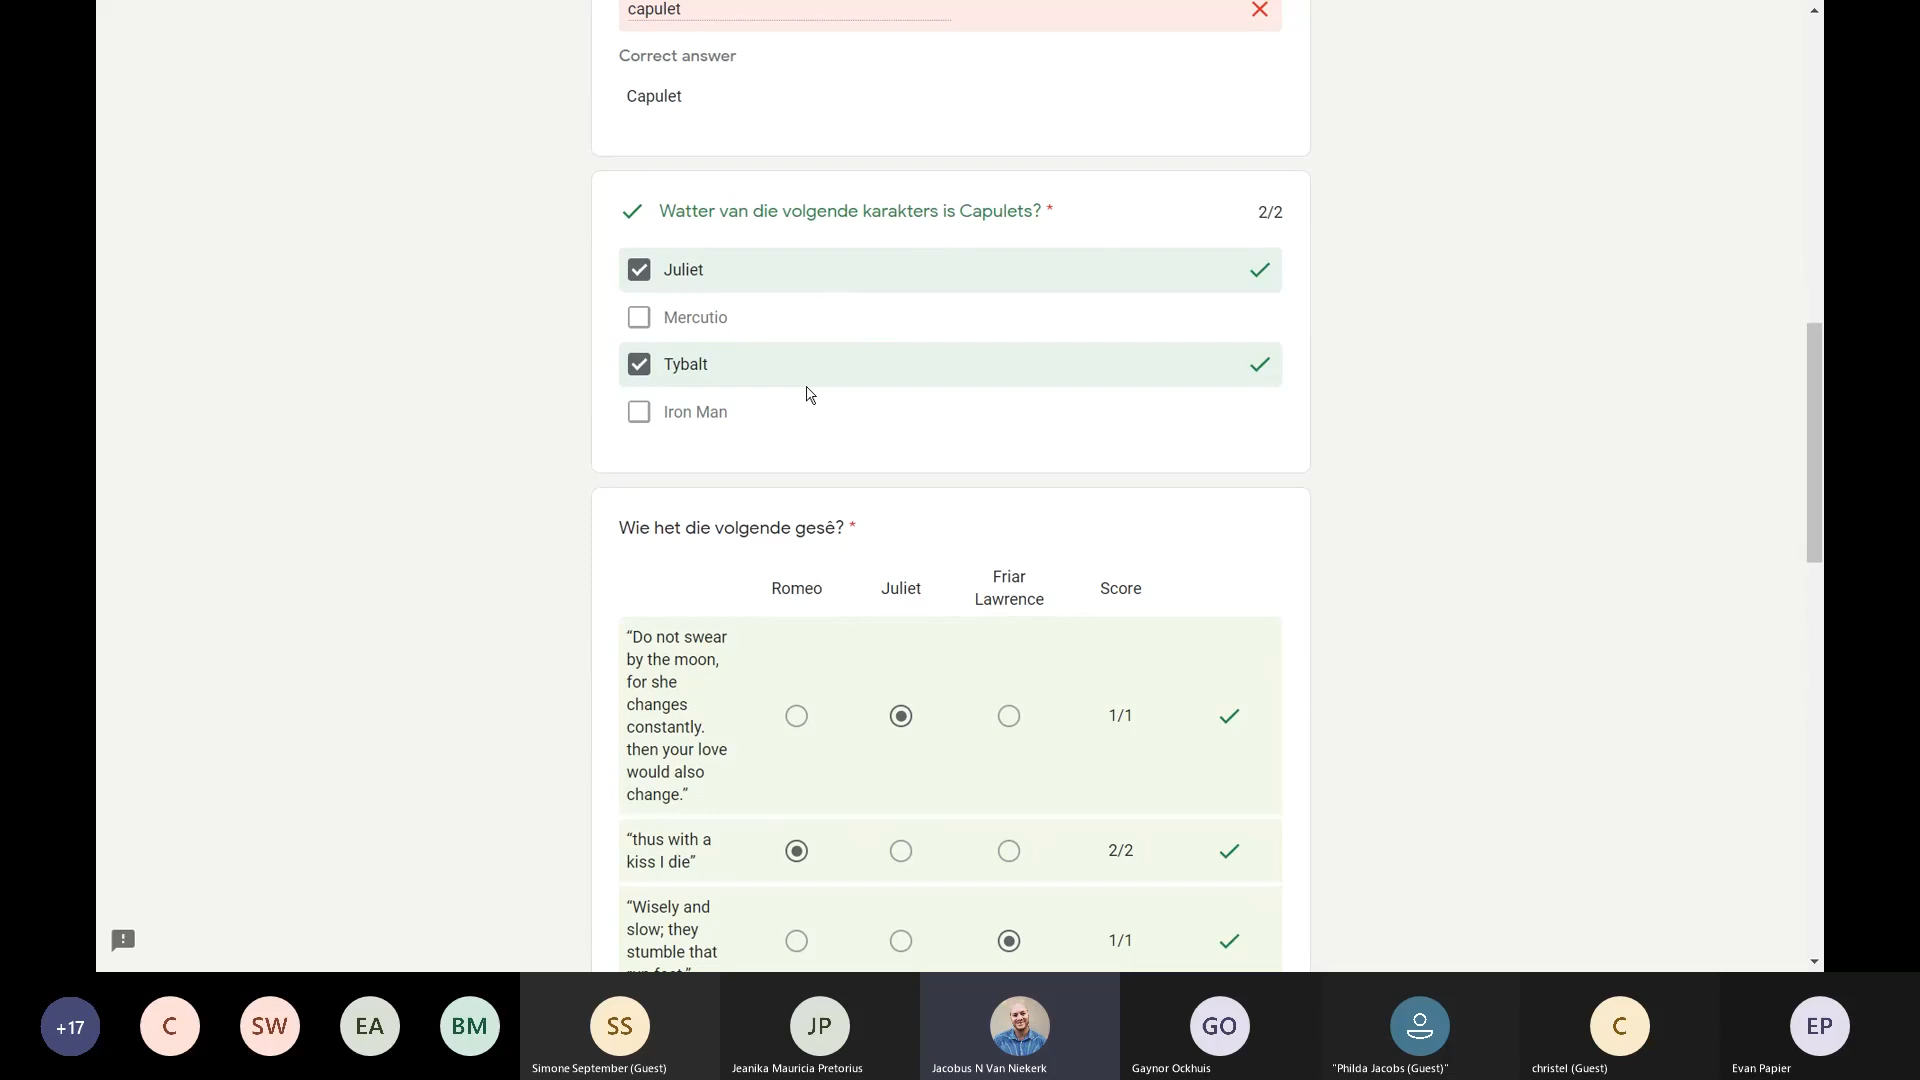 capulet
Correct answer
Capulet
Watter van die volgende karakters is Capulets? *
2/2
Juliet
Mercutio
Tybalt
Iron Man
Wie het die volgende gesê? *
Romeo
Juliet
Friar
Lawrence
Score
“Do not swear
by the moon,
for she
changes
constantly.
then your love
would also
change.”
1/1
“thus with a
kiss I die”
2/2
“Wisely and
slow; they
stumble that
run fast.”
1/1
+17
C
SW
EA
BM
SS
JP
GO
C
EP
Simone September (Guest)
Jeanika Mauricia Pretorius
Jacobus N Van Niekerk
Gaynor Ockhuis
"Philda Jacobs (Guest)"
christel (Guest)
Evan Papier